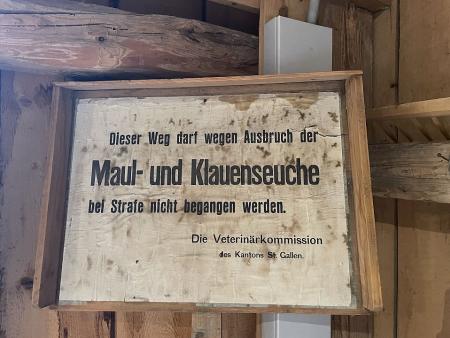 Dieser Weg darf wegen Ausbruch der
Maul- und Klauenseuche
bei Strafe nicht begangen werden.
Die Veterinärkommission
des Kantons St. Gallen.